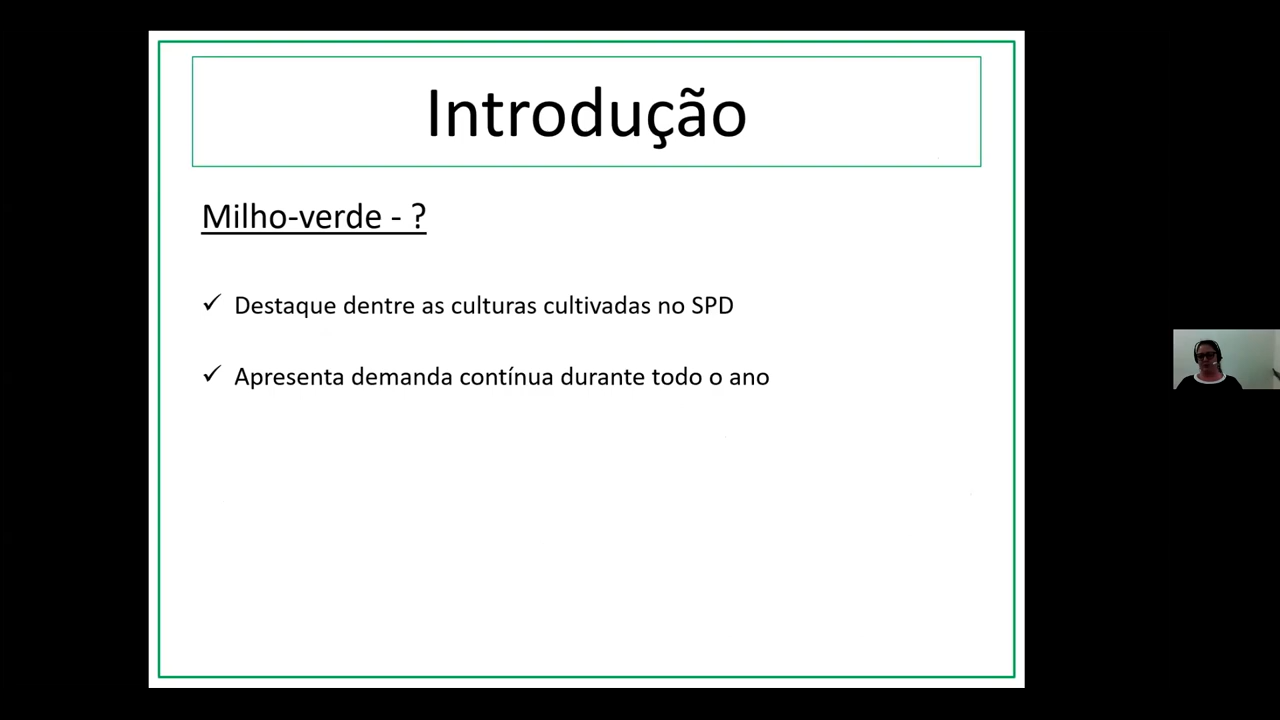 Introdução
Milho-verde - ?
✓ Destaque dentre as culturas cultivadas no SPD
✓ Apresenta demanda contínua durante todo o ano